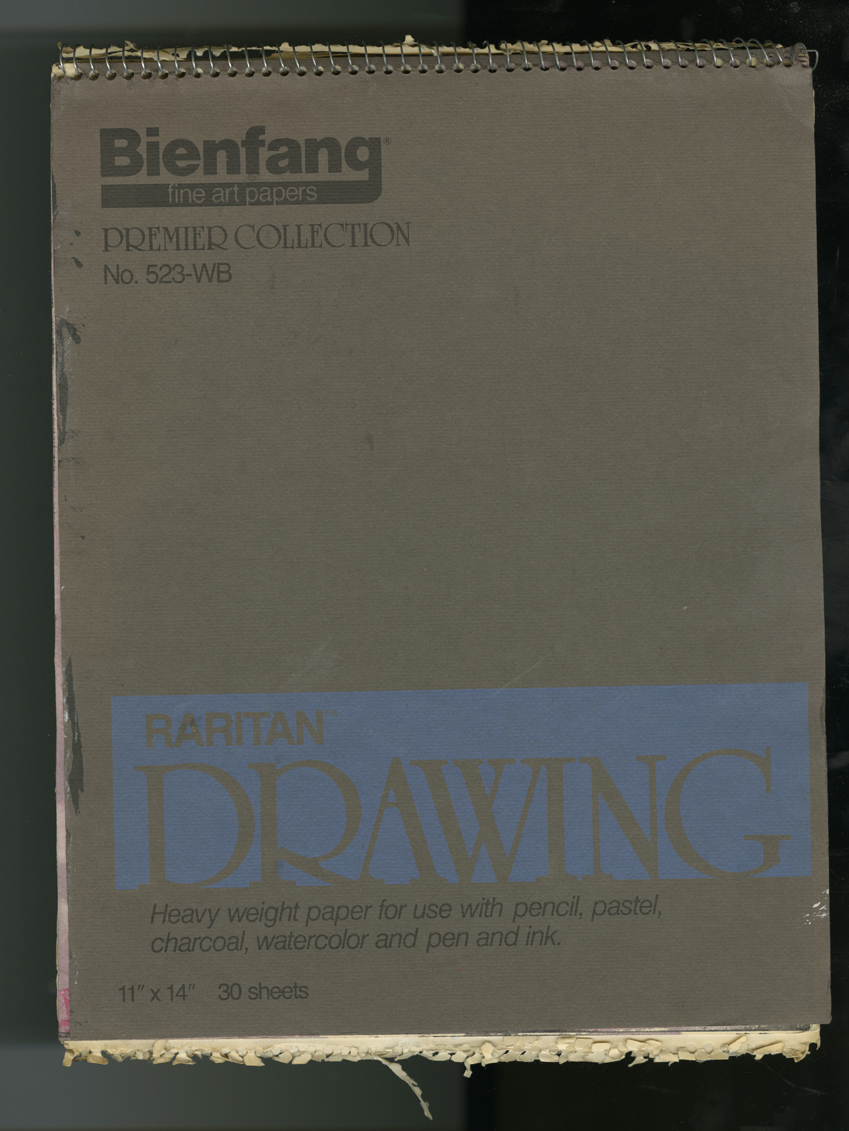 Bienfang®
fine art papers
PREMIER COLLECTION
No. 523-WB
RARITAN™
DRAWING
Heavy weight paper for use with pencil, pastel,
charcoal, watercolor and pen and ink.
11" x 14" 30 sheets